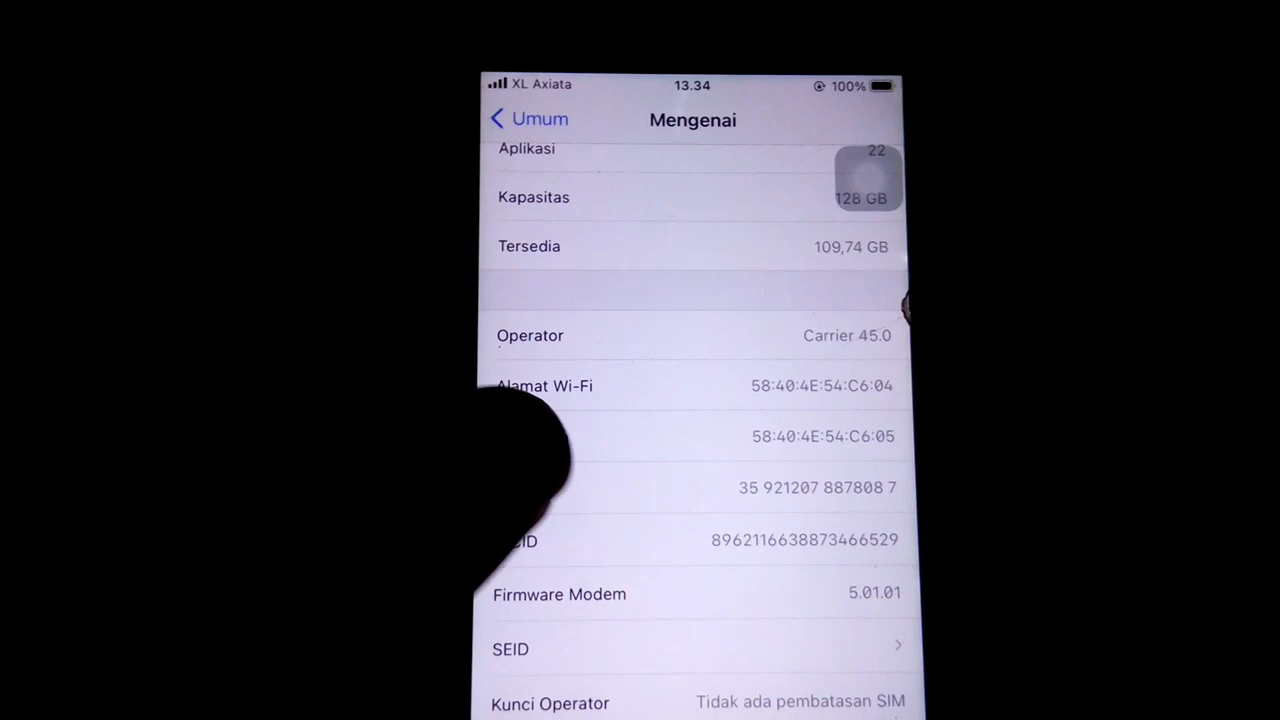 XL Axiata 13.34 100%
Umum Mengenai
Aplikasi 22
Kapasitas 128 GB
Tersedia 109,74 GB
Operator Carrier 45.0
Alamat Wi-Fi 58:40:4E:54:C6:04
58:40:4E:54:C6:05
35 921207 887808 7
8962116638873466529
Firmware Modem 5.01.01
SEID
Kunci Operator Tidak ada pembatasan SIM